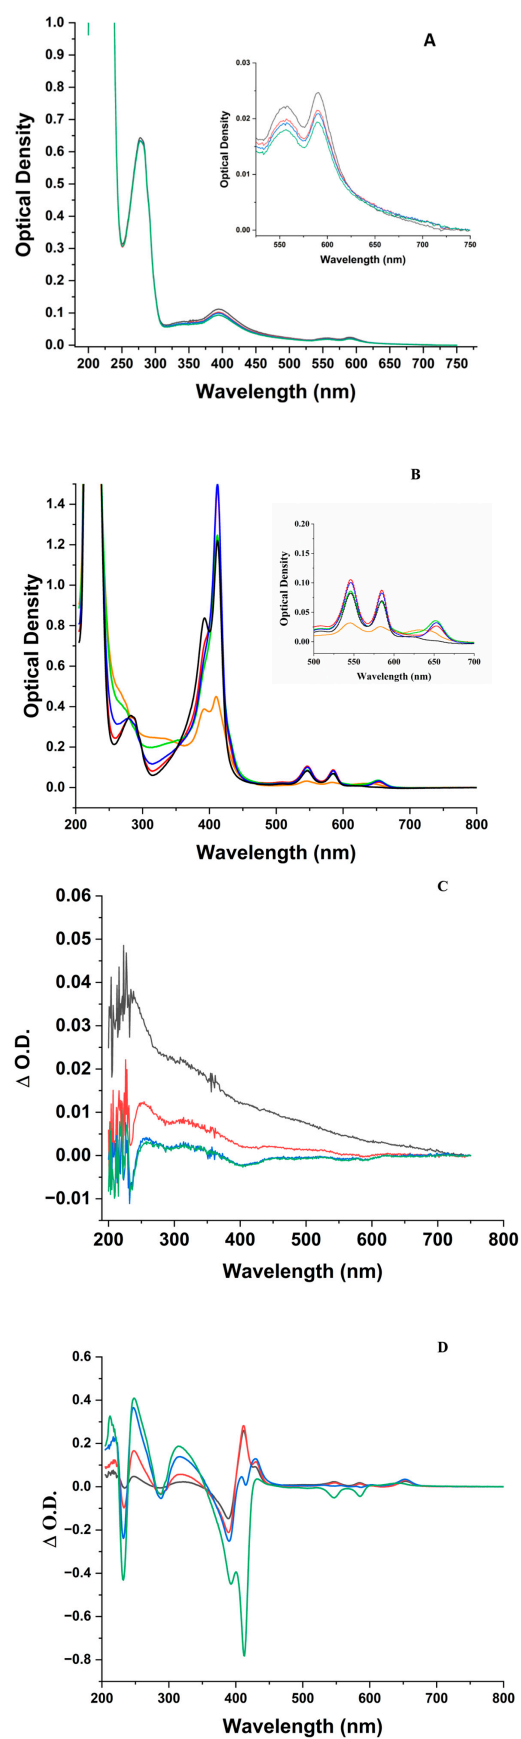 A
1.0
0.9
0.8
0.7
0.6
0.5
0.4
0.3
0.2
0.1
0.0
Optical Density
200 250 300 350 400 450 500 550 600 650 700 750
Wavelength (nm)
0.03
0.02
0.01
0.00
Optical Density
550 600 650 700 750
Wavelength (nm)
B
1.4
1.2
1.0
0.8
0.6
0.4
0.2
0.0
Optical Density
200 300 400 500 600 700 800
Wavelength (nm)
0.20
0.15
0.10
0.05
0.00
Optical Density
500 550 600 650 700
Wavelength (nm)
C
0.06
0.05
0.04
0.03
0.02
0.01
0.00
−0.01
Δ O.D.
200 300 400 500 600 700 800
Wavelength (nm)
D
0.6
0.4
0.2
0.0
−0.2
−0.4
−0.6
−0.8
Δ O.D.
200 300 400 500 600 700 800
Wavelength (nm)